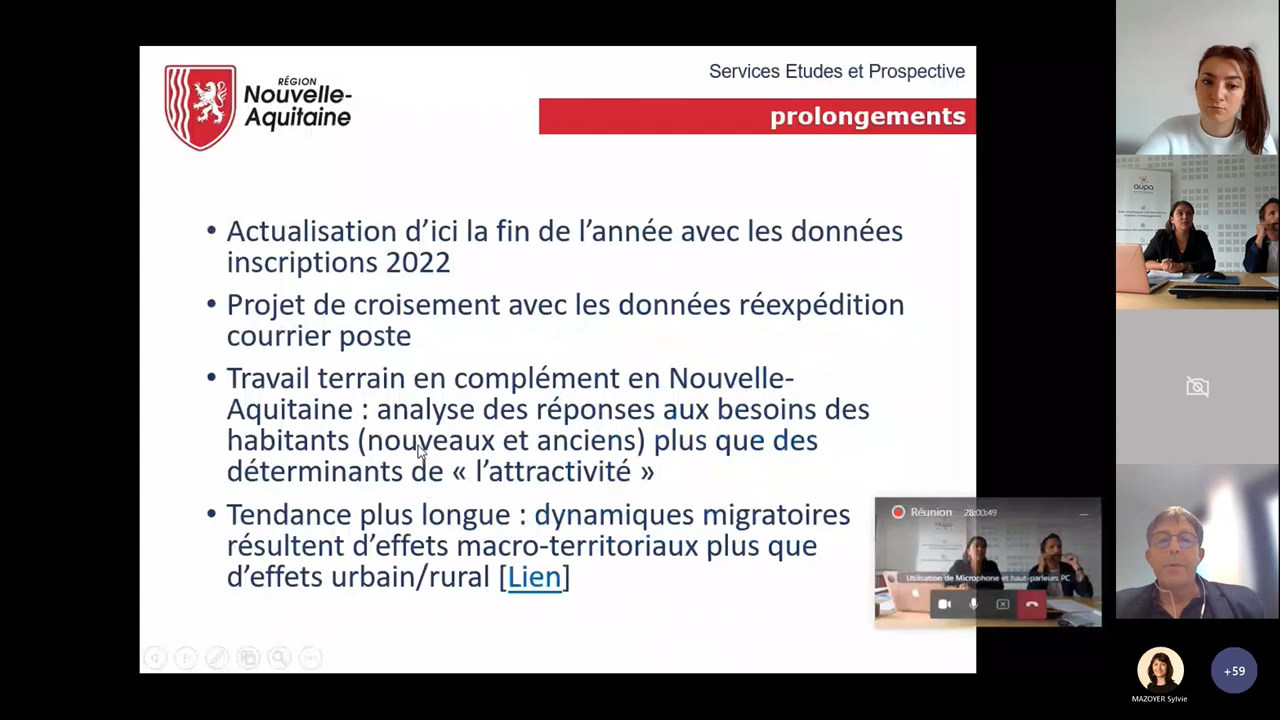 RÉGION
Nouvelle-
Aquitaine
Services Etudes et Prospective
prolongements
• Actualisation d’ici la fin de l’année avec les données
inscriptions 2022
• Projet de croisement avec les données réexpédition
courrier poste
• Travail terrain en complément en Nouvelle-
Aquitaine : analyse des réponses aux besoins des
habitants (nouveaux et anciens) plus que des
déterminants de « l’attractivité »
• Tendance plus longue : dynamiques migratoires
résultent d’effets macro-territoriaux plus que
d’effets urbain/rural [Lien]
Réunion 28:00:49
Utilisation de Microphone et haut-parleurs PC
aupa
MAZOYER Sylvie
+59